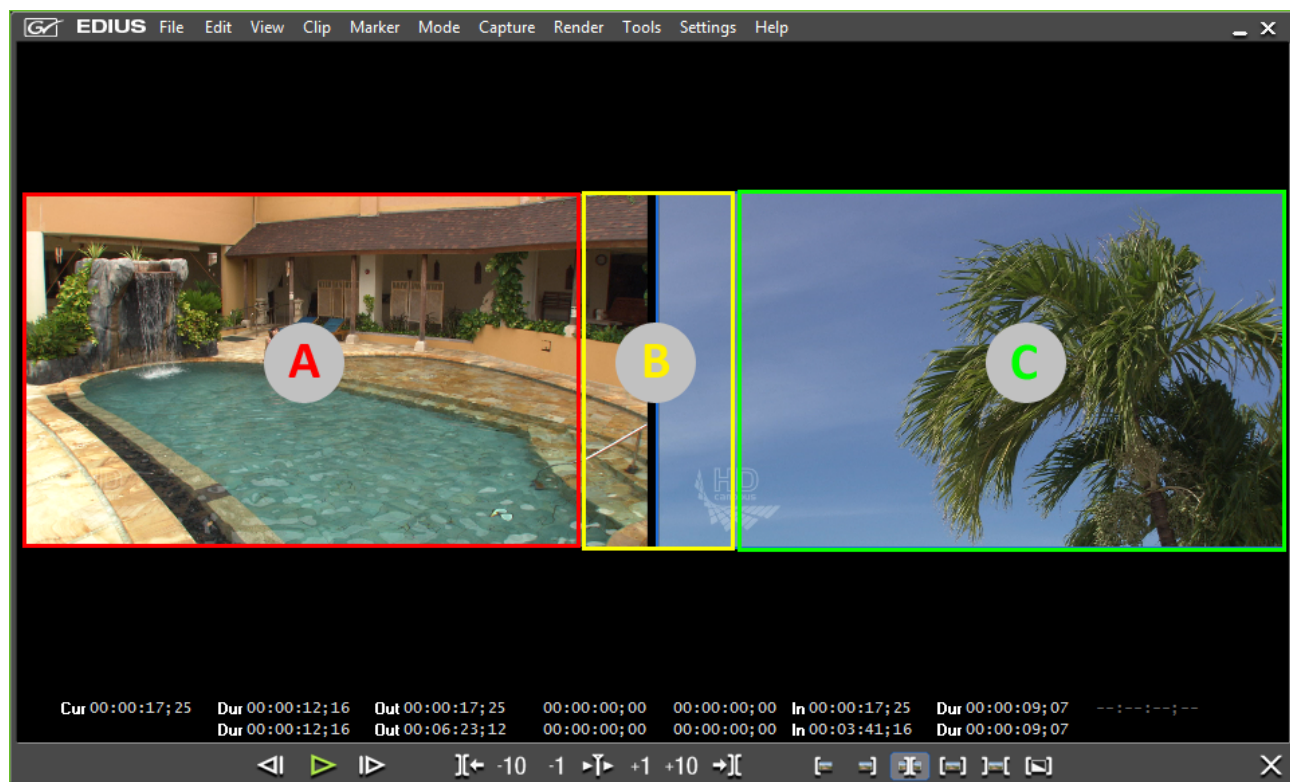 GV EDIUS File Edit View Clip Marker Mode Capture Render Tools Settings Help
A B C
HD
campus
Cur 00:00:17;25 Dur 00:00:12;16 Out 00:00:17;25 00:00:00;00 00:00:00;00 In 00:00:17;25 Dur 00:00:09;07 --:--:--;--
Dur 00:00:12;16 Out 00:06:23;12 00:00:00;00 00:00:00;00 In 00:03:41;16 Dur 00:00:09;07
-10 -1 +1 +10